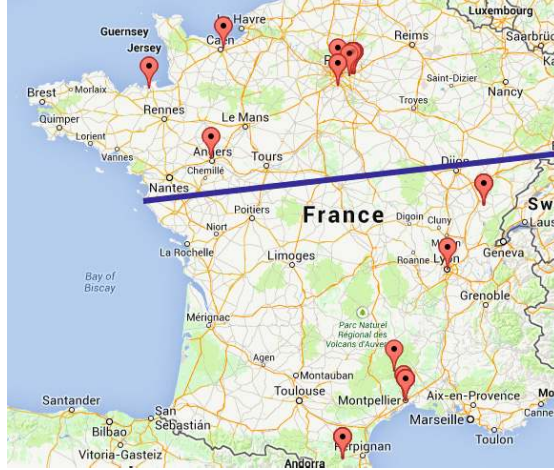 Luxembourg
Guernsey
Havre
Jersey
Caen
Reims
Saarbrü
Brest
Morlaix
Saint-Dizier
Nancy
Quimper
Rennes
Le Mans
Troyes
Lorient
Vannes
Angers
Tours
Chemillé
Dijon
Nantes
Poitiers
France
Digoin
Cluny
Sw
Laus
Niort
La Rochelle
Limoges
Roanne
Lyon
Geneva
Bay of
Biscay
Grenoble
Mérignac
Parc Naturel
Régional des
Volcans d'Auver
Agen
Montauban
Toulouse
Montpellier
Aix-en-Provence
Mo
Cannes
Santander
San
Sebastián
Marseille
Toulon
Bilbao
Vitoria-Gasteiz
Perpignan
Andorra